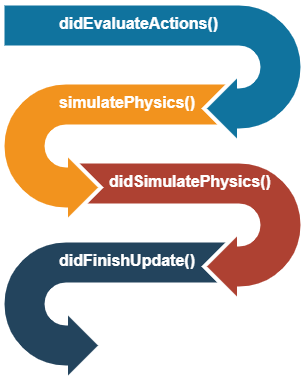 didEvaluateActions()
simulatePhysics()
didSimulatePhysics()
didFinishUpdate()